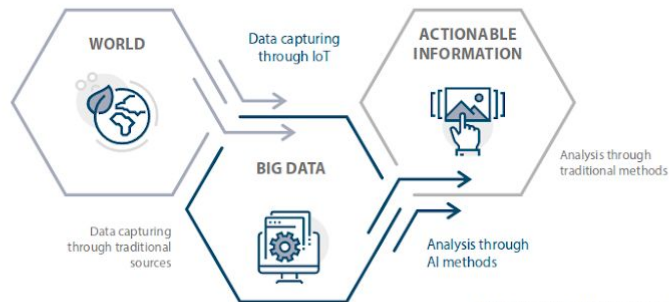 WORLD
Data capturing
through IoT
ACTIONABLE
INFORMATION
BIG DATA
Analysis through
traditional methods
Data capturing
through traditional
sources
Analysis through
AI methods